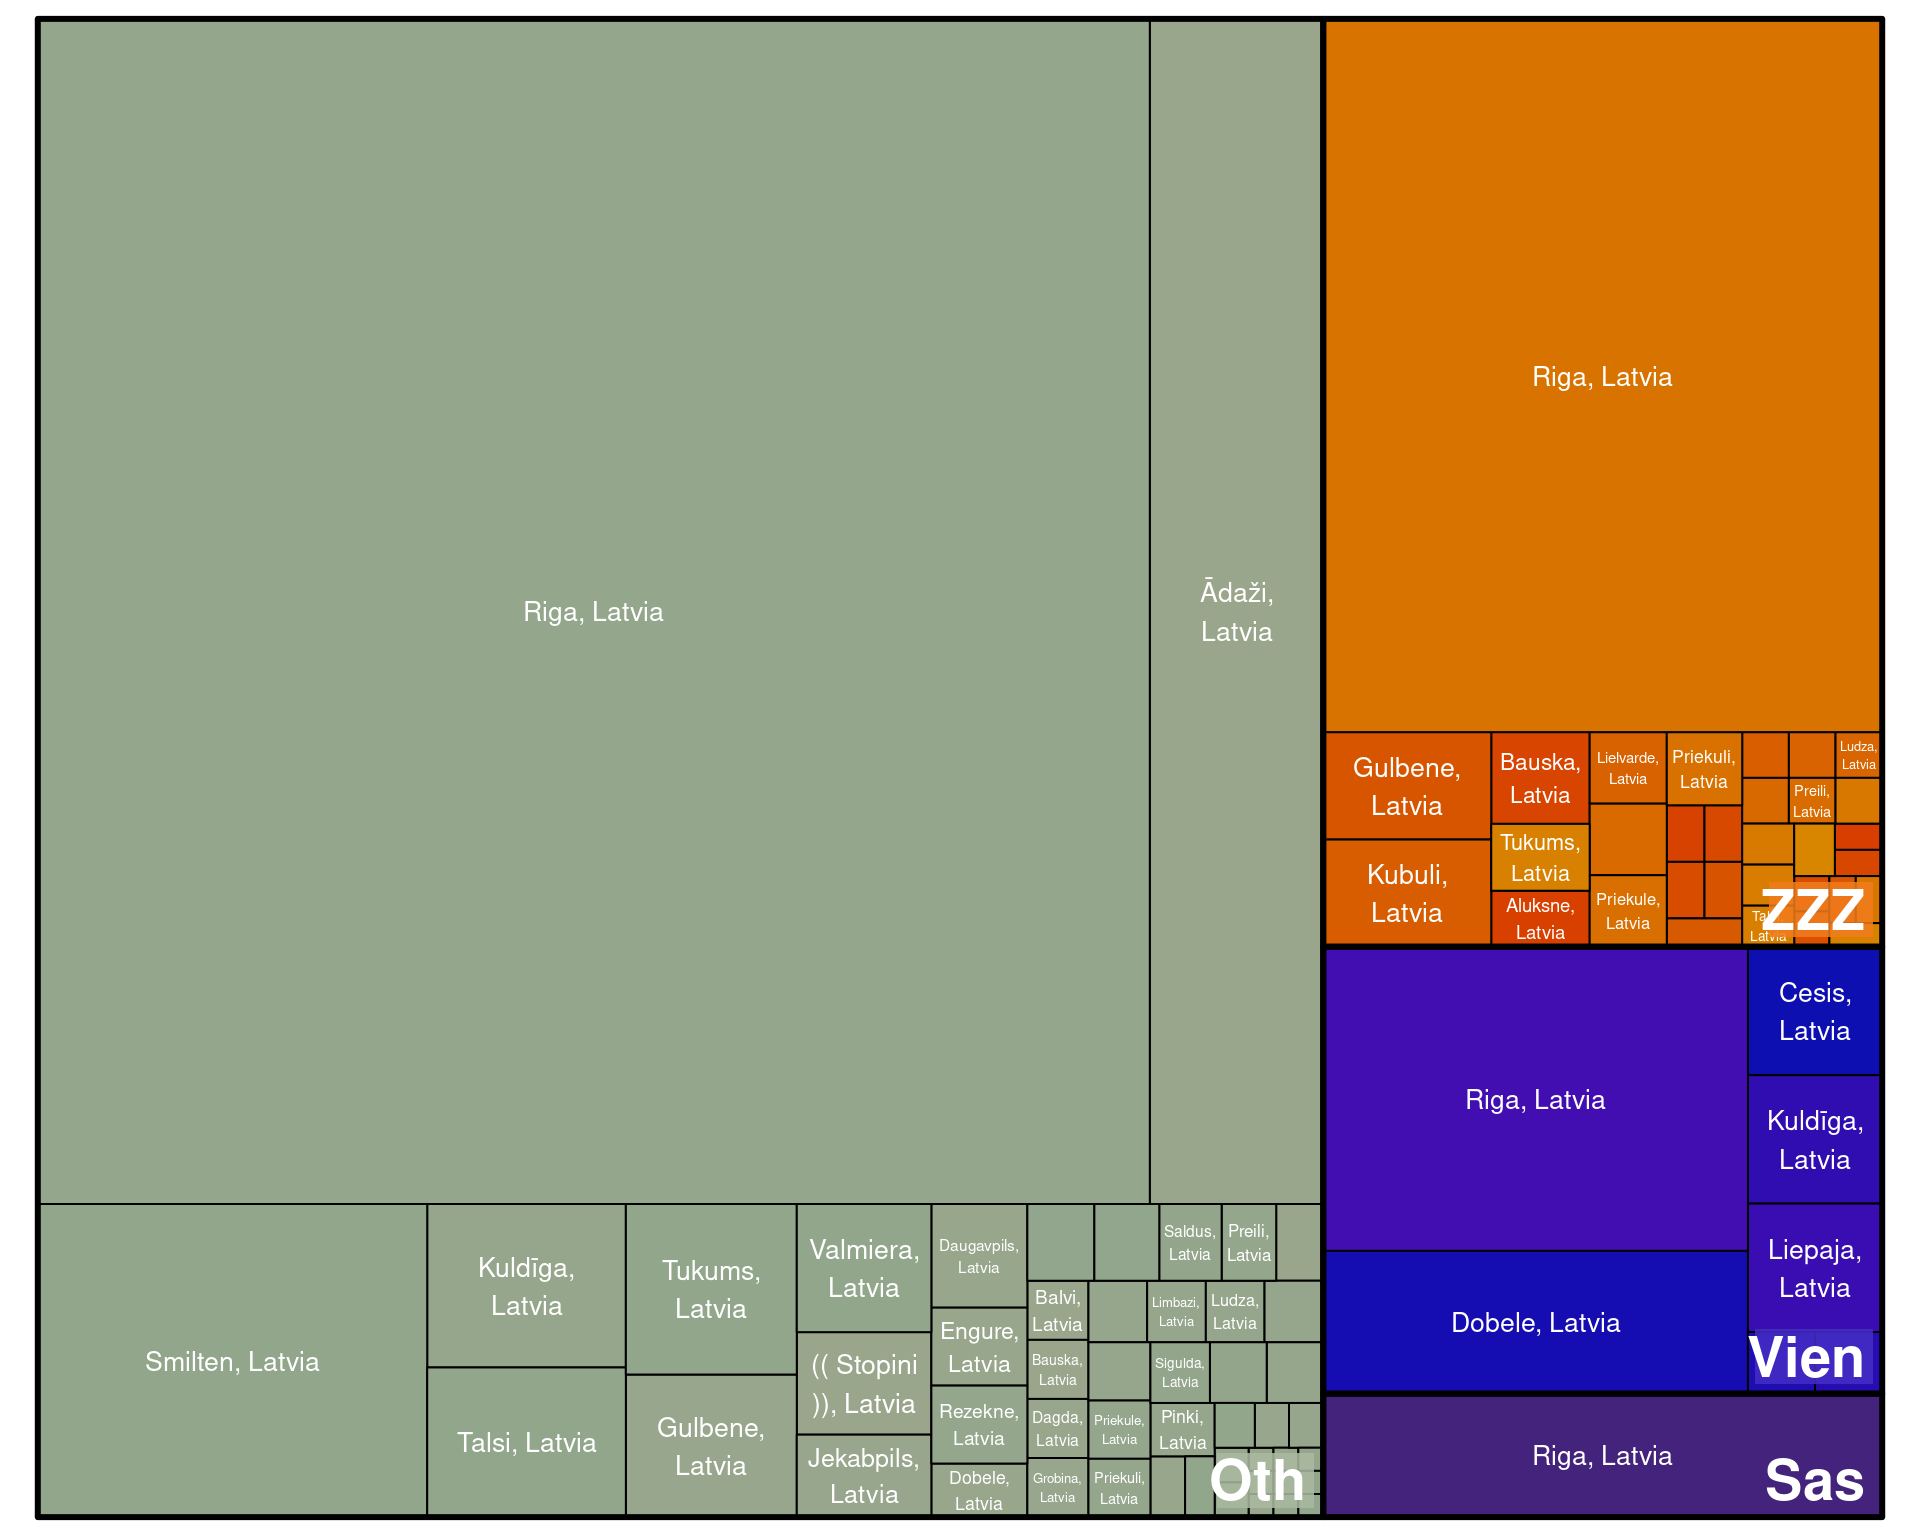 Riga, Latvia
Ādaži,
Latvia
Smilten, Latvia
Kuldīga,
Latvia
Talsi, Latvia
Tukums,
Latvia
Gulbene,
Latvia
Valmiera,
Latvia
(( Stopini
)), Latvia
Jekabpils,
Latvia
Daugavpils,
Latvia
Engure,
Latvia
Rezekne,
Latvia
Dobele,
Latvia
Saldus,
Latvia
Preili,
Latvia
Balvi,
Latvia
Limbazi,
Latvia
Ludza,
Latvia
Bauska,
Latvia
Sigulda,
Latvia
Dagda,
Latvia
Priekule,
Latvia
Pinki,
Latvia
Grobina,
Latvia
Priekuli,
Latvia
Oth
Riga, Latvia
Gulbene,
Latvia
Kubuli,
Latvia
Bauska,
Latvia
Tukums,
Latvia
Aluksne,
Latvia
Lielvarde,
Latvia
Priekule,
Latvia
Priekuli,
Latvia
Ludza,
Latvia
Preili,
Latvia
Latvia
ZZZ
Riga, Latvia
Dobele, Latvia
Cesis,
Latvia
Kuldīga,
Latvia
Liepaja,
Latvia
Vien
Riga, Latvia
Sas